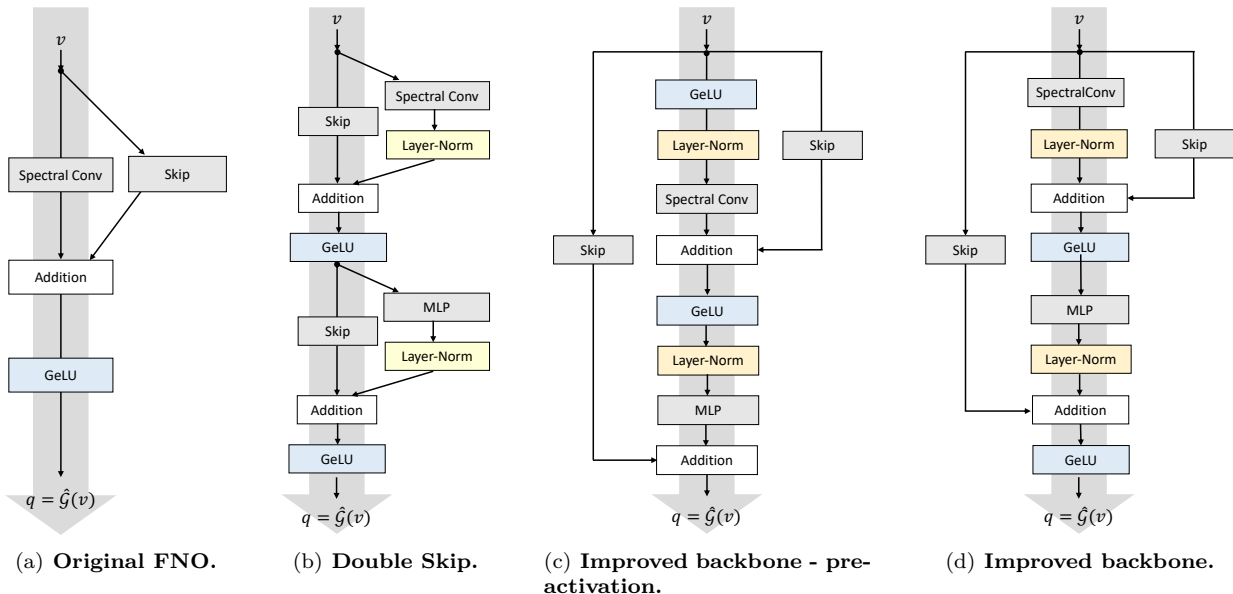 v
Spectral Conv
Skip
Addition
GeLU
q = Ĝ(v)
(a) Original FNO.
v
Spectral Conv
Skip
Layer-Norm
Addition
GeLU
MLP
Skip
Layer-Norm
Addition
GeLU
q = Ĝ(v)
(b) Double Skip.
v
GeLU
Layer-Norm
Skip
Spectral Conv
Skip
Addition
GeLU
Layer-Norm
MLP
Addition
q = Ĝ(v)
(c) Improved backbone - pre-
activation.
v
SpectralConv
Layer-Norm
Skip
Addition
Skip
GeLU
MLP
Layer-Norm
Addition
GeLU
q = Ĝ(v)
(d) Improved backbone.